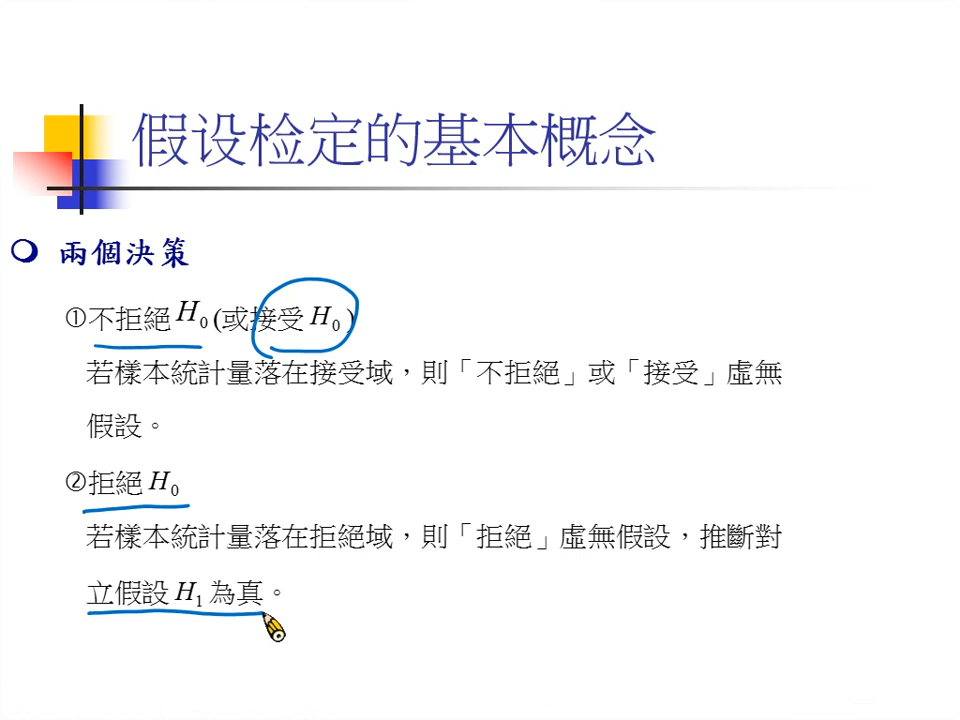 假设检定的基本概念
❍ 兩個決策
①不拒絕 H₀ (或接受 H₀ )
若樣本統計量落在接受域，則「不拒絕」或「接受」虛無
假設。
②拒絕 H₀
若樣本統計量落在拒絕域，則「拒絕」虛無假設，推斷對
立假設 H₁ 為真。